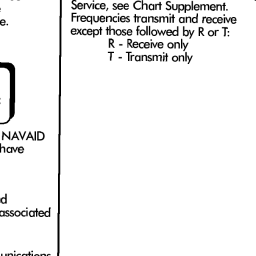 e.
NAVAID
have
d
associated
Service, see Chart Supplement.
Frequencies transmit and receive
except those followed by R or T:
R - Receive only
T - Transmit only